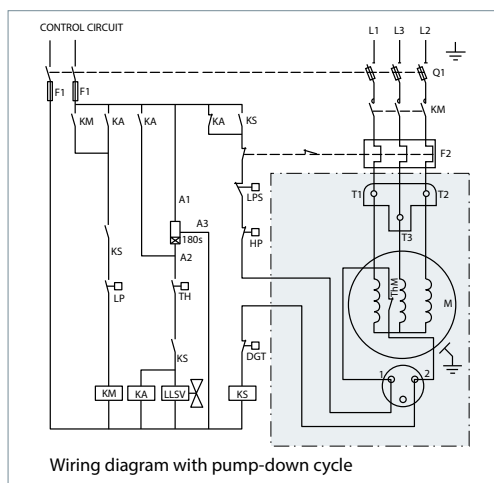 CONTROL CIRCUIT
L1 L3 L2
Q1
F1 F1
KM KA KA KA KS KM
F2
A1
LPS
T1 T2
A3
180s
HP
T3
KS
A2
ThM
M
LP
TH
KS
DGT
1 2
KM KA LLSV KS
Wiring diagram with pump-down cycle